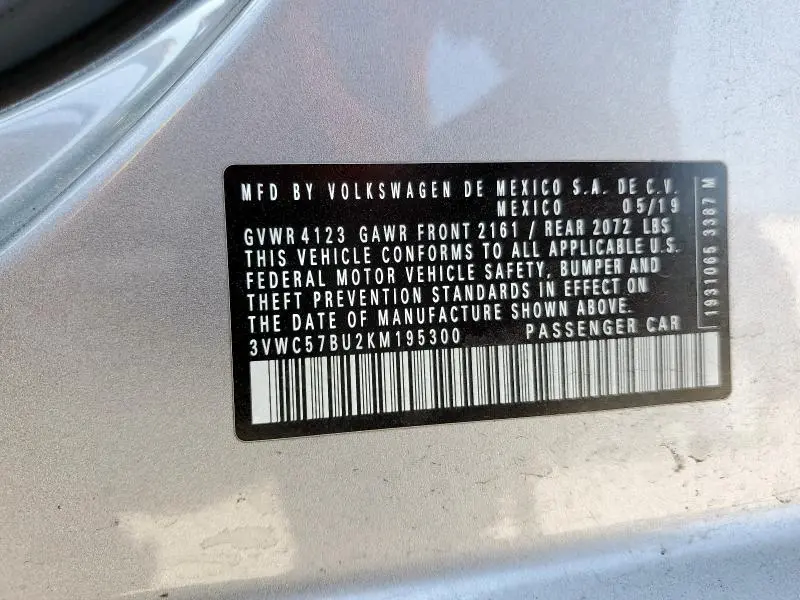 MFD BY VOLKSWAGEN DE MEXICO S.A. DE C.V.
MEXICO 05/19
GVWR 4123 GAWR FRONT 2161 / REAR 2072 LBS
THIS VEHICLE CONFORMS TO ALL APPLICABLE U.S.
FEDERAL MOTOR VEHICLE SAFETY, BUMPER AND
THEFT PREVENTION STANDARDS IN EFFECT ON
THE DATE OF MANUFACTURE SHOWN ABOVE.
3VWC57BU2KM195300 PASSENGER CAR
1931065 3387 M